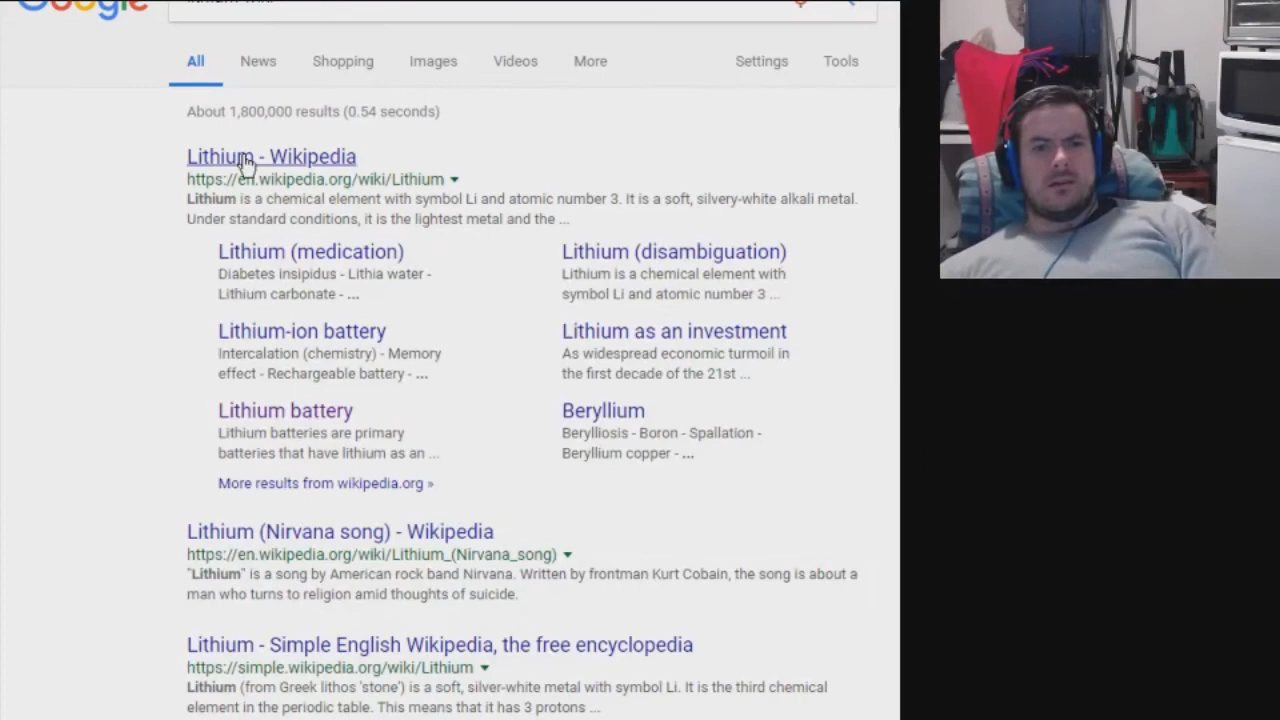 Google
All News Shopping Images Videos More Settings Tools
About 1,800,000 results (0.54 seconds)
Lithium - Wikipedia
https://en.wikipedia.org/wiki/Lithium
Lithium is a chemical element with symbol Li and atomic number 3. It is a soft, silvery-white alkali metal.
Under standard conditions, it is the lightest metal and the ...
Lithium (medication)
Diabetes insipidus - Lithia water -
Lithium carbonate - ...
Lithium (disambiguation)
Lithium is a chemical element with
symbol Li and atomic number 3 ...
Lithium-ion battery
Intercalation (chemistry) - Memory
effect - Rechargeable battery - ...
Lithium as an investment
As widespread economic turmoil in
the first decade of the 21st ...
Lithium battery
Lithium batteries are primary
batteries that have lithium as an ...
Beryllium
Berylliosis - Boron - Spallation -
Beryllium copper - ...
More results from wikipedia.org »
Lithium (Nirvana song) - Wikipedia
https://en.wikipedia.org/wiki/Lithium_(Nirvana_song)
"Lithium" is a song by American rock band Nirvana. Written by frontman Kurt Cobain, the song is about a
man who turns to religion amid thoughts of suicide.
Lithium - Simple English Wikipedia, the free encyclopedia
https://simple.wikipedia.org/wiki/Lithium
Lithium (from Greek lithos 'stone') is a soft, silver-white metal with symbol Li. It is the third chemical
element in the periodic table. This means that it has 3 protons ...